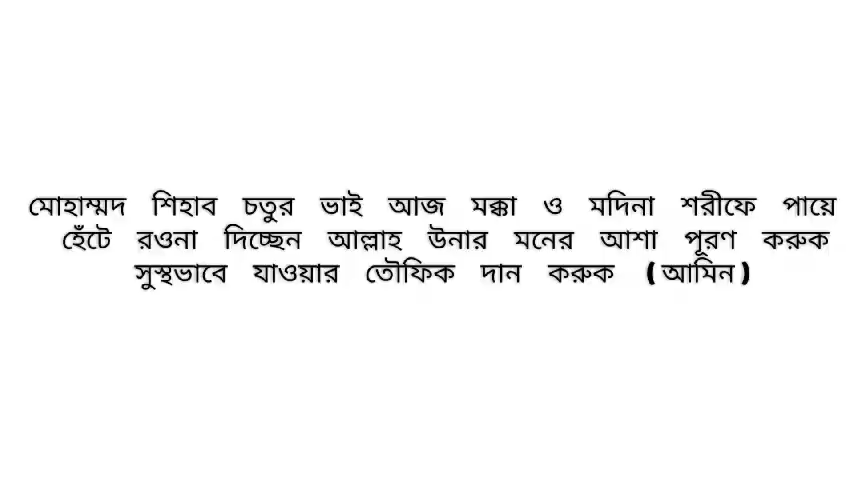 মোহাম্মদ শিহাব চতুর ভাই আজ মক্কা ও মদিনা শরীফে পায়ে
হেঁটে রওনা দিচ্ছেন আল্লাহ উনার মনের আশা পূরণ করুক
সুস্থভাবে যাওয়ার তৌফিক দান করুক (আমিন)